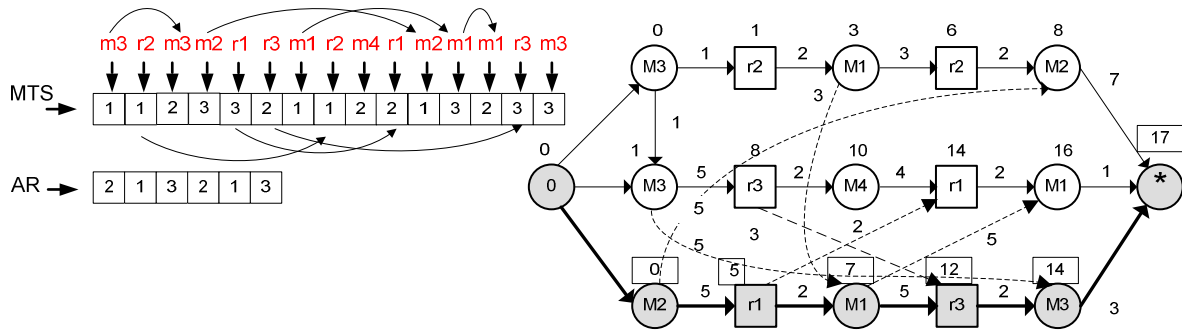 m3 r2 m3 m2 r1 r3 m1 r2 m4 r1 m2 m1 m1 r3 m3
MTS 1 1 2 3 3 2 1 1 2 2 1 3 2 3 3
AR 2 1 3 2 1 3
0 1 3 6 8
M3 1 r2 2 M1 3 r2 2 M2 7
3
1
17
0 1 8 10 14 16
0 M3 5 r3 2 M4 4 r1 2 M1 1 *
5 3 2 5
5
0 5 7 12 14
M2 5 r1 2 M1 5 r3 2 M3 3